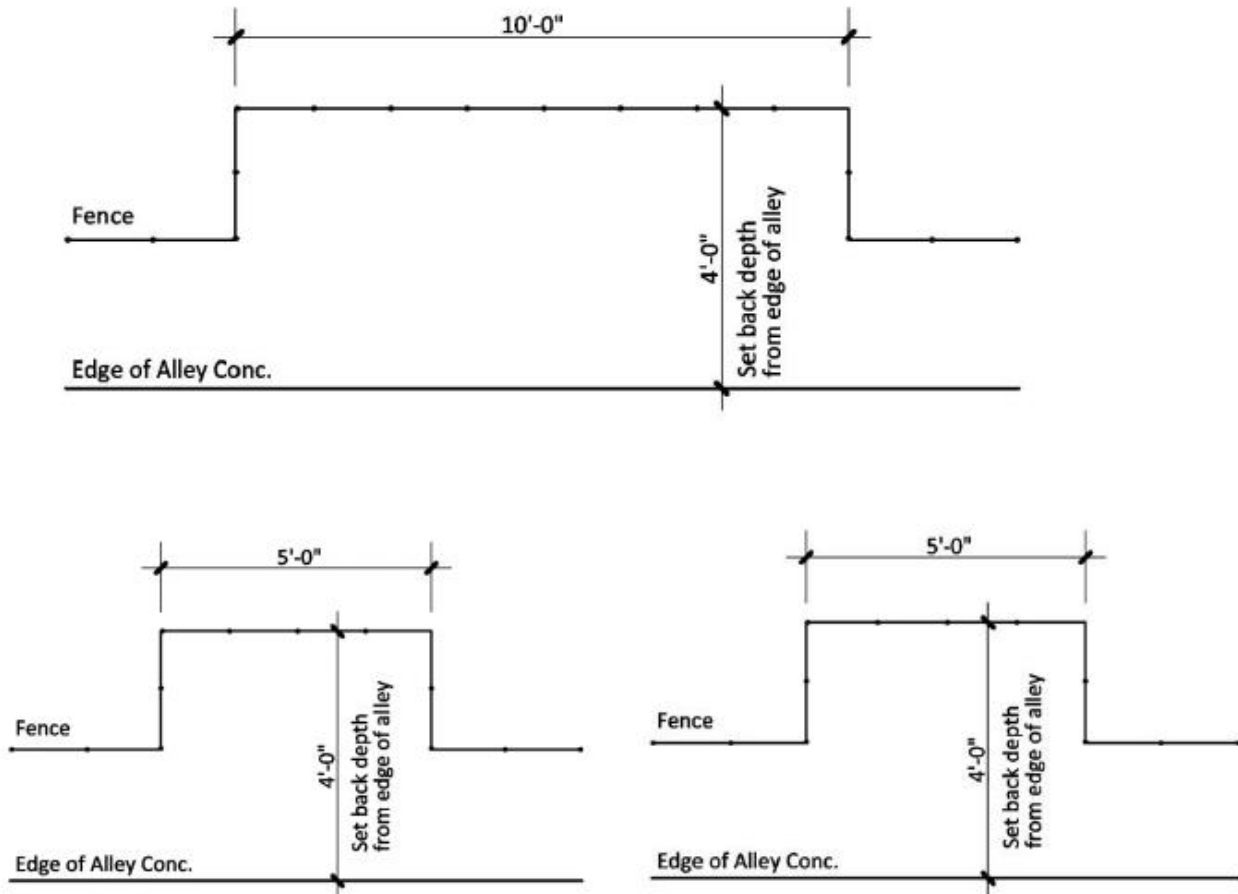 10'-0"
Fence
4'-0"
Set back depth
from edge of alley
Edge of Alley Conc.
5'-0"
Fence
4'-0"
Set back depth
from edge of alley
Edge of Alley Conc.
5'-0"
Fence
4'-0"
Set back depth
from edge of alley
Edge of Alley Conc.